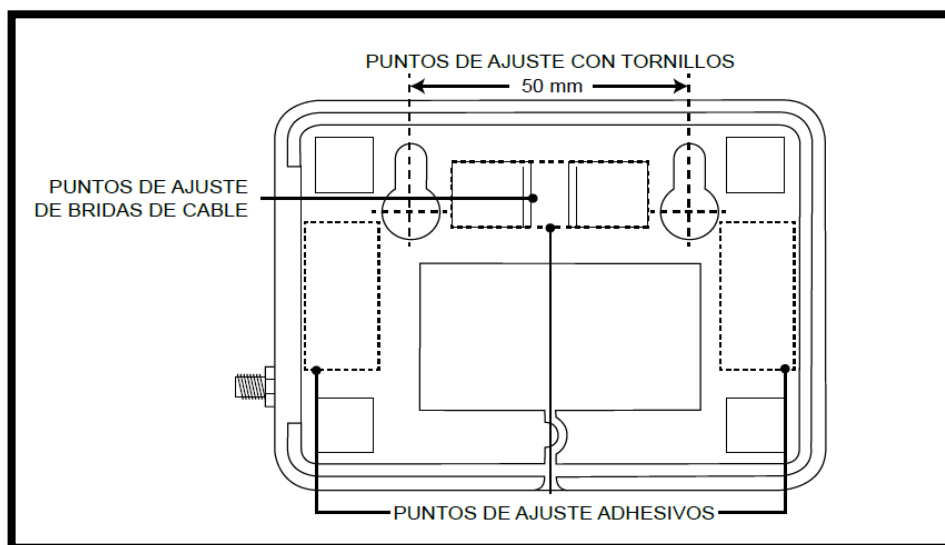 PUNTOS DE AJUSTE CON TORNILLOS
50 mm
PUNTOS DE AJUSTE
DE BRIDAS DE CABLE
PUNTOS DE AJUSTE ADHESIVOS